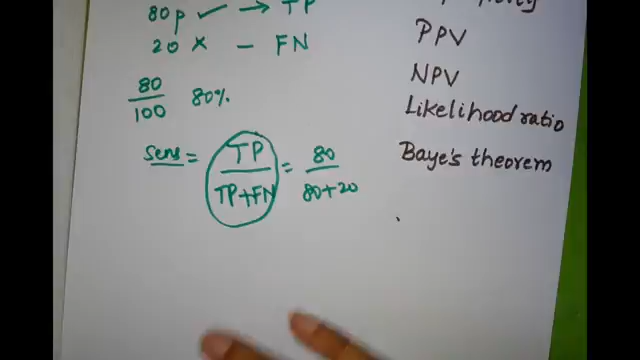 80p ✓ → TP
20 × – FN
80/100 80%
Sens = TP/TP+FN = 80/80+20
PPV
NPV
Likelihood ratio
Baye's theorem